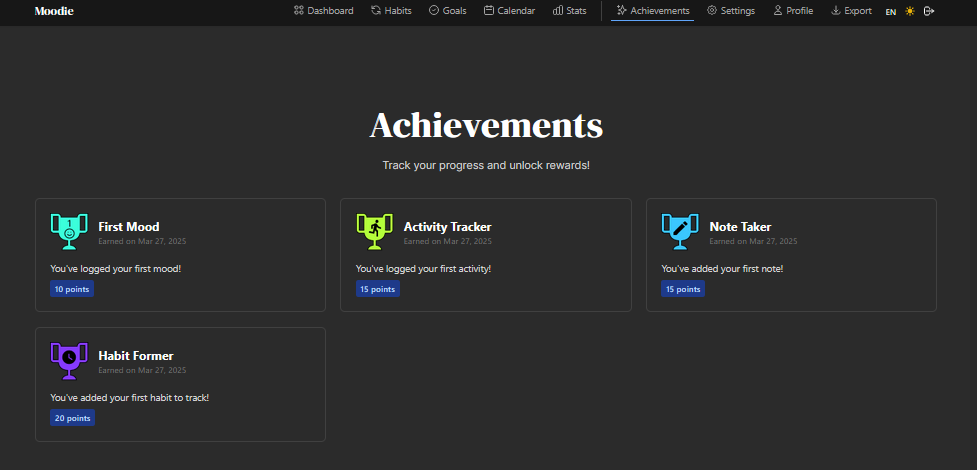 Moodie
Dashboard Habits Goals Calendar Stats Achievements Settings Profile Export EN
Achievements
Track your progress and unlock rewards!
First Mood
Earned on Mar 27, 2025
You've logged your first mood!
10 points
Activity Tracker
Earned on Mar 27, 2025
You've logged your first activity!
15 points
Note Taker
Earned on Mar 27, 2025
You've added your first note!
15 points
Habit Former
Earned on Mar 27, 2025
You've added your first habit to track!
20 points